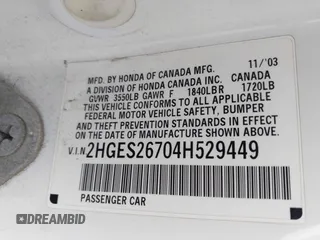 11/'03
MFD. BY HONDA OF CANADA MFG.
A DIVISION OF HONDA CANADA INC. CANADA
GVWR 3550LB GAWR F 1840LB R 1720LB
THIS VEHICLE CONFORMS TO ALL APPLICABLE
FEDERAL MOTOR VEHICLE SAFETY, BUMPER,
AND THEFT PREVENTION STANDARDS IN EFFECT
ON THE DATE OF MANUFACTURE SHOWN ABOVE.
V.I.N. 2HGES26704H529449
PASSENGER CAR
DREAMBID